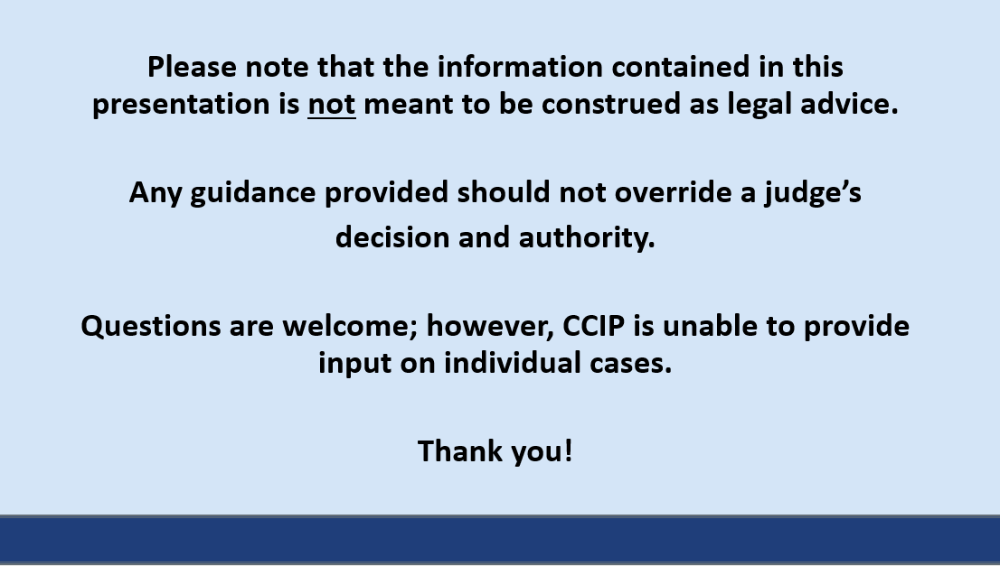 Please note that the information contained in this
presentation is not meant to be construed as legal advice.
Any guidance provided should not override a judge’s
decision and authority.
Questions are welcome; however, CCIP is unable to provide
input on individual cases.
Thank you!